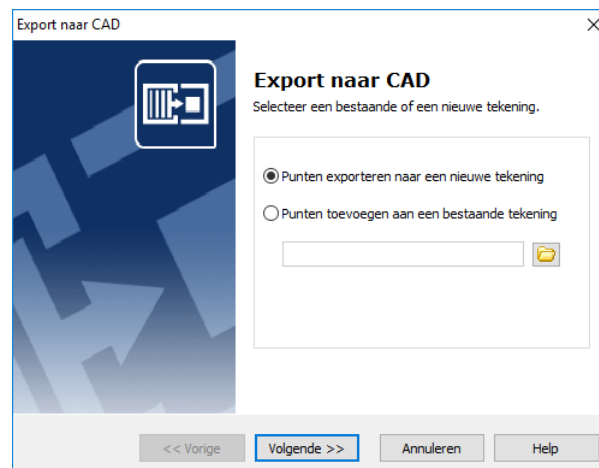 Export naar CAD
Export naar CAD
Selecteer een bestaande of een nieuwe tekening.
Punten exporteren naar een nieuwe tekening
Punten toevoegen aan een bestaande tekening
<< Vorige
Volgende >>
Annuleren
Help